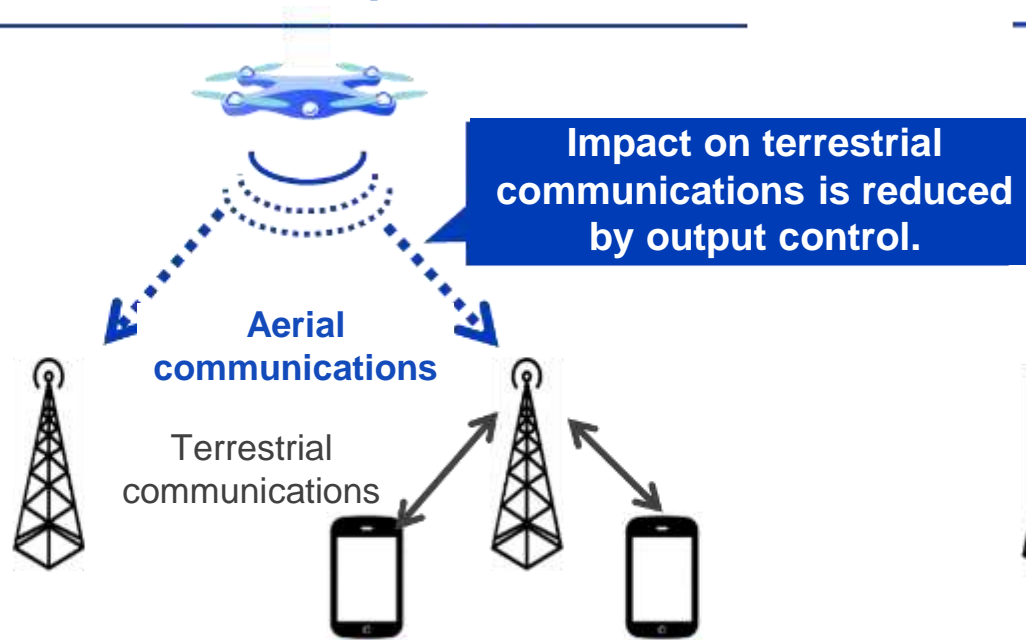 Impact on terrestrial
communications is reduced
by output control.
Aerial
communications
Terrestrial
communications